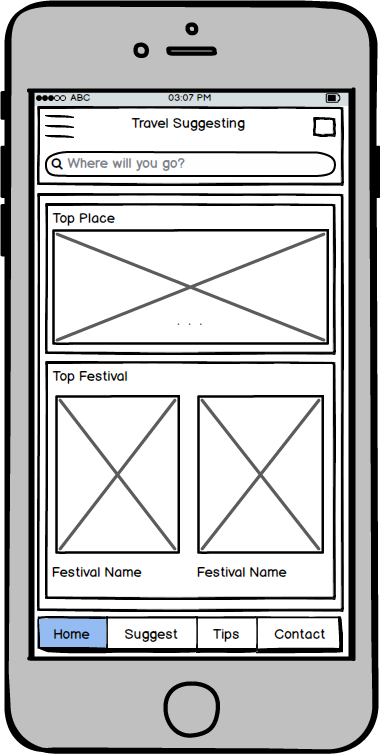 ABC 03:07 PM
Travel Suggesting
Where will you go?
Top Place
. . .
Top Festival
Festival Name Festival Name
Home Suggest Tips Contact